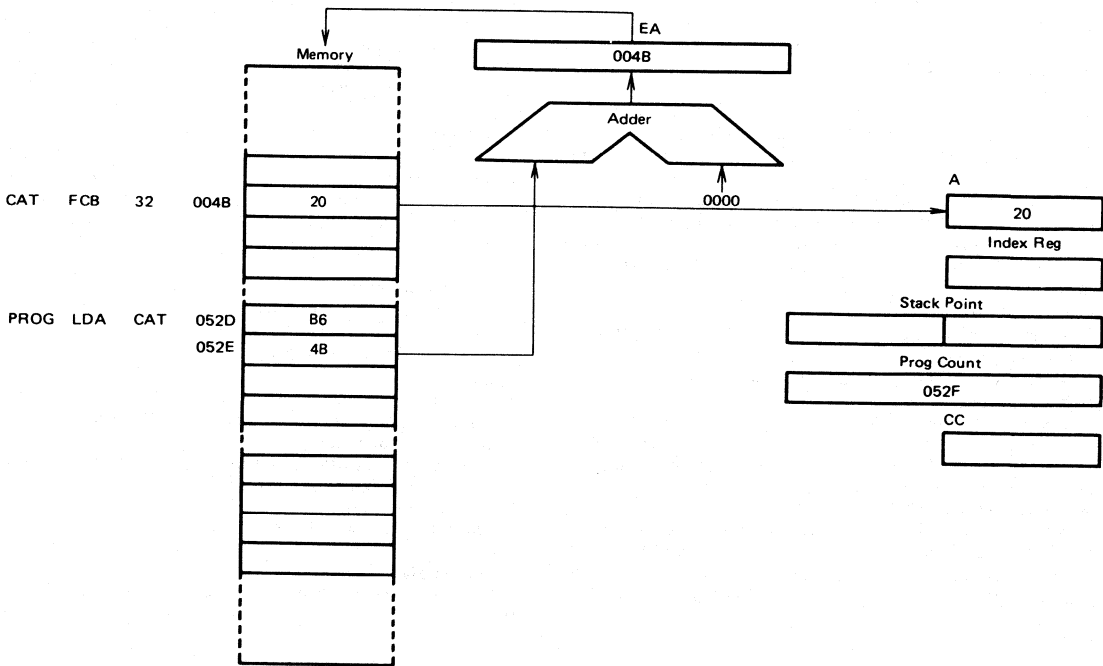 EA
Memory
004B
Adder
A
CAT FCB 32 004B 20 0000 20
Index Reg
Stack Point
PROG LDA CAT 052D B6
052E 4B
Prog Count
052F
CC